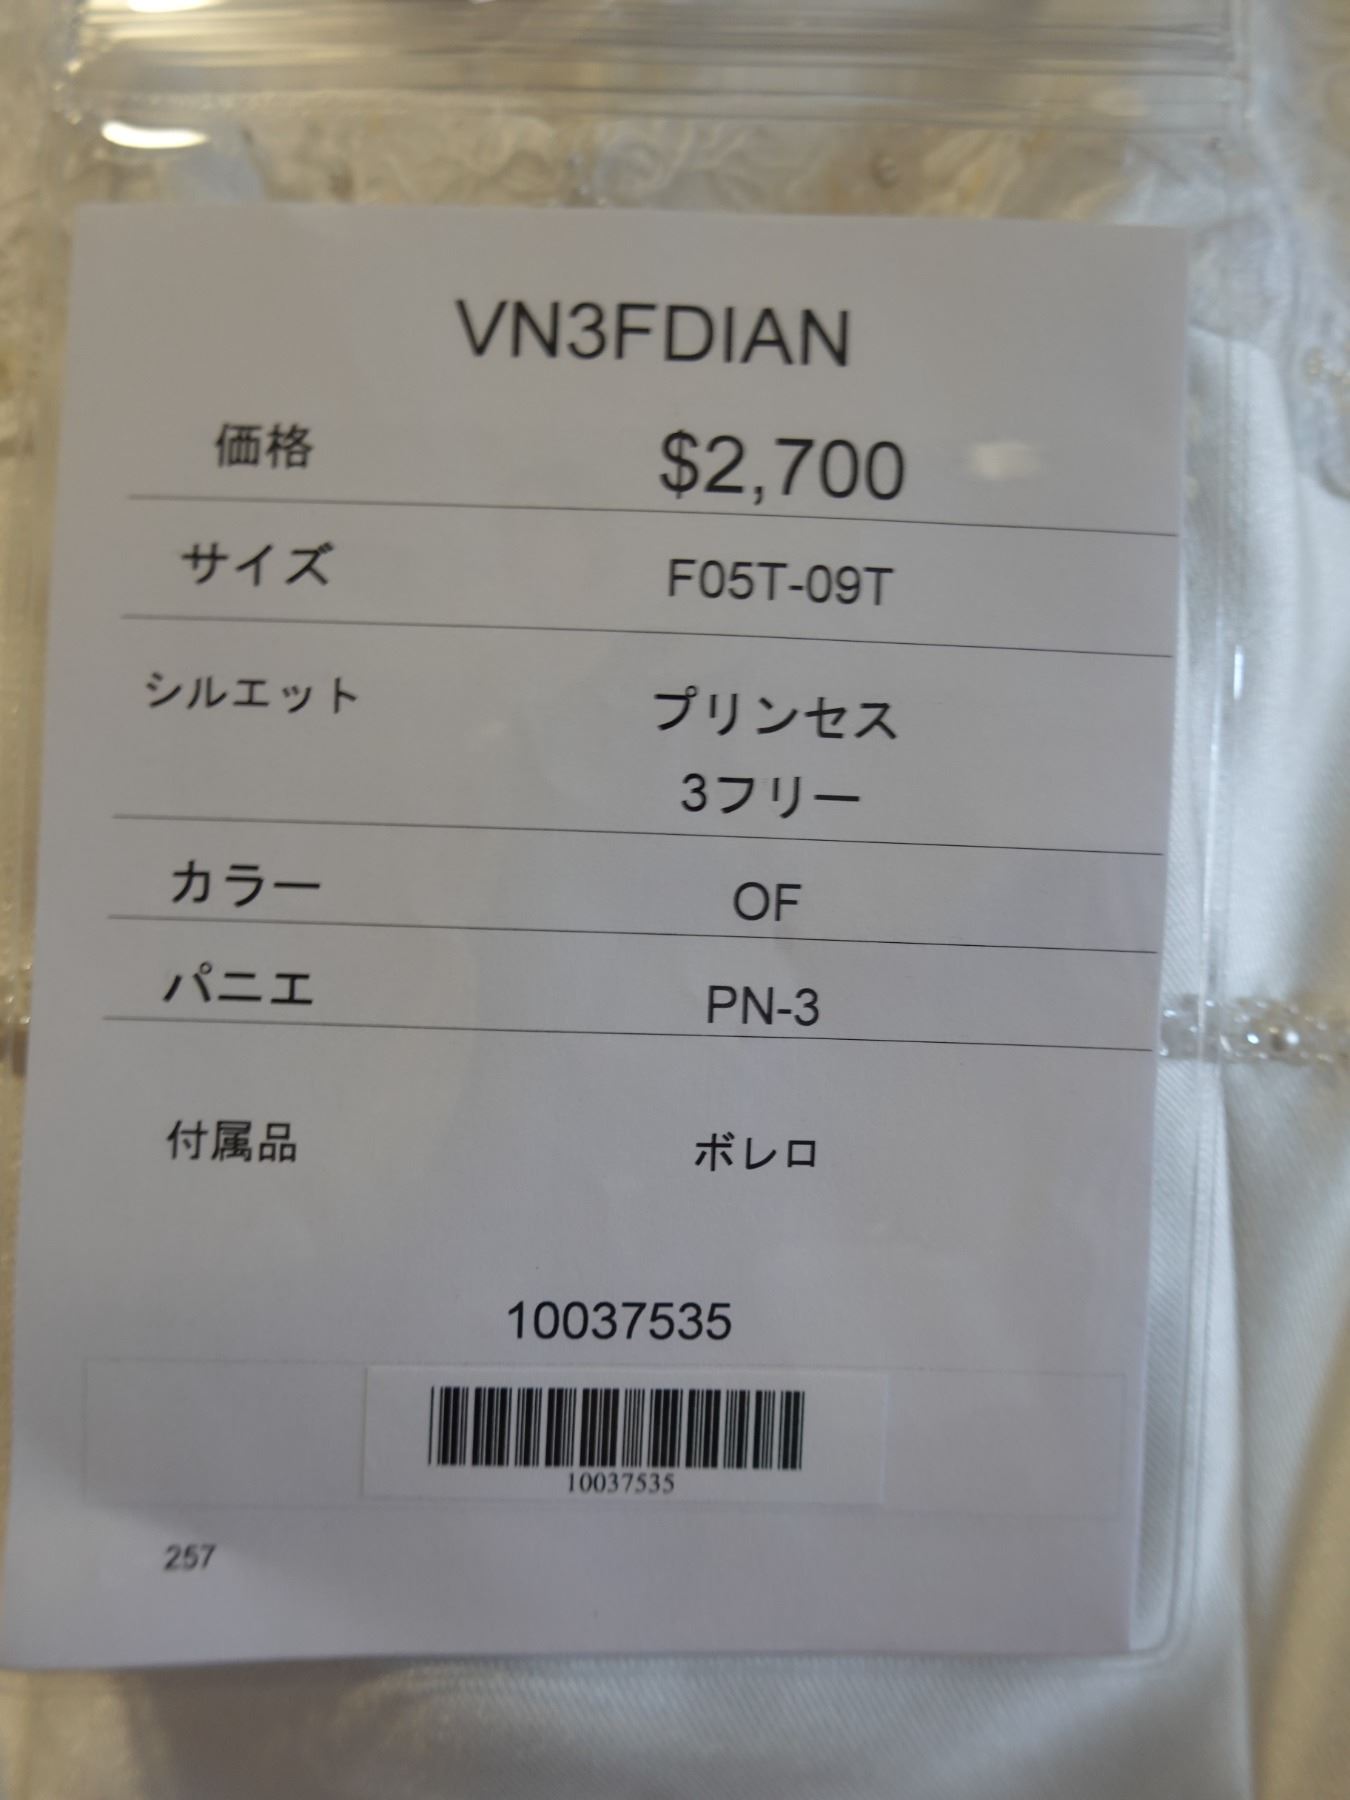 VN3FDIAN
価格 $2,700
サイズ F05T-09T
シルエット プリンセス
3フリー
カラー OF
パニエ PN-3
付属品 ボレロ
10037535
10037535
257